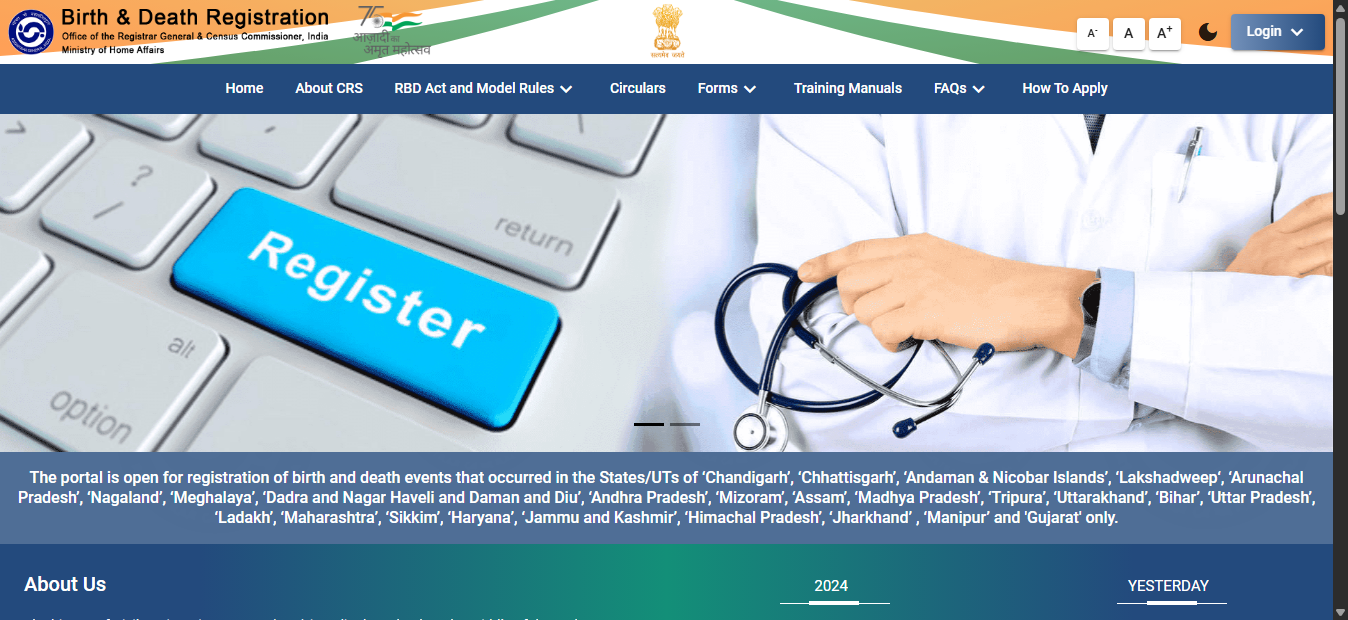 Birth & Death Registration
Office of the Registrar General & Census Commissioner, India
Ministry of Home Affairs
75
आज़ादी का
अमृत महोत्सव
सत्यमेव जयते
A-
A
A+
Login
Home
About CRS
RBD Act and Model Rules
Circulars
Forms
Training Manuals
FAQs
How To Apply
?
/
return
Register
alt
option
The portal is open for registration of birth and death events that occurred in the States/UTs of ‘Chandigarh’, ‘Chhattisgarh’, ‘Andaman & Nicobar Islands’, ‘Lakshadweep‘, ‘Arunachal
Pradesh’, ‘Nagaland’, ‘Meghalaya’, ‘Dadra and Nagar Haveli and Daman and Diu’, ‘Andhra Pradesh’, ‘Mizoram’, ‘Assam’, ‘Madhya Pradesh’, ‘Tripura’, ‘Uttarakhand’, ‘Bihar’, ‘Uttar Pradesh’,
‘Ladakh’, ‘Maharashtra’, ‘Sikkim’, ‘Haryana’, ‘Jammu and Kashmir’, ‘Himachal Pradesh’, ‘Jharkhand’ , ‘Manipur’ and 'Gujarat' only.
About Us
2024
YESTERDAY